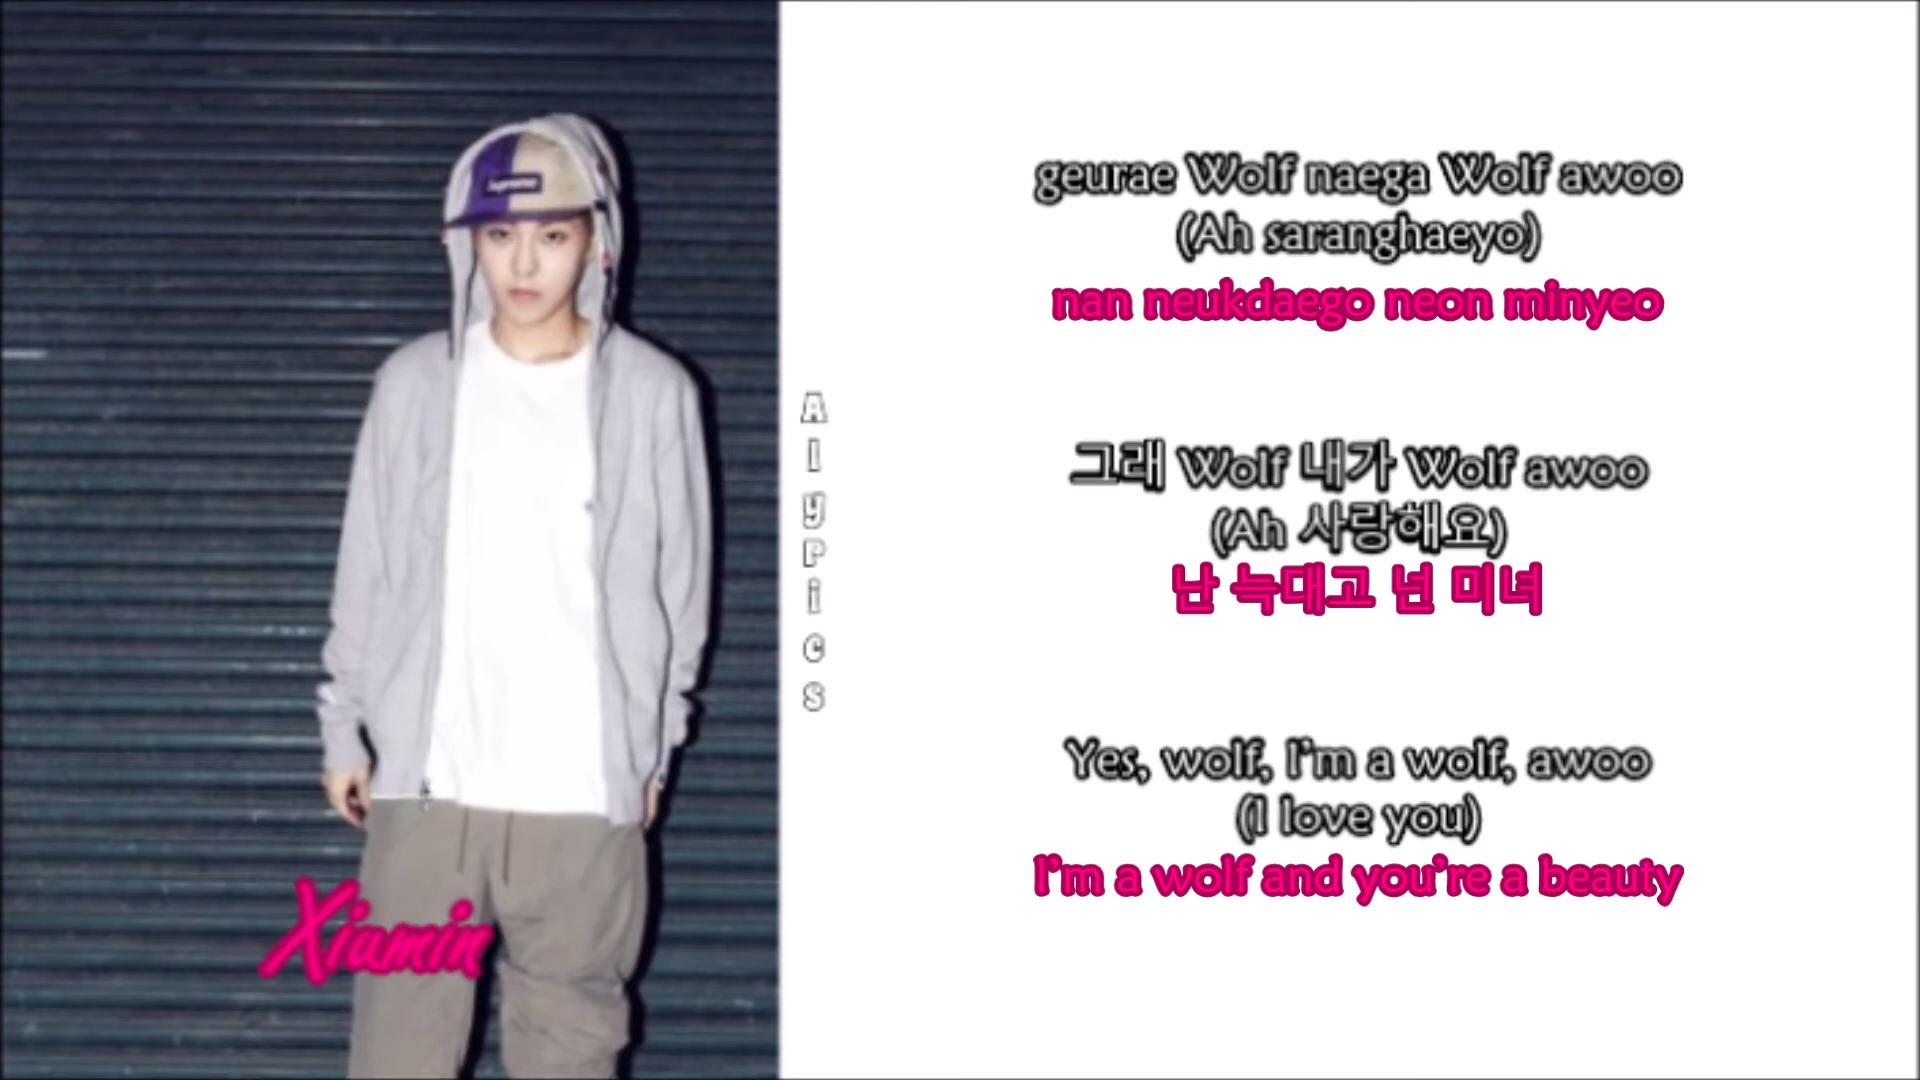 Supreme
Xiumin
AlyPics
geurae Wolf naega Wolf awoo
(Ah saranghaeyo)
nan neukdaego neon minyeo
그래 Wolf 내가 Wolf awoo
(Ah 사랑해요)
난 늑대고 넌 미녀
Yes, wolf, I'm a wolf, awoo
(I love you)
I'm a wolf and you're a beauty